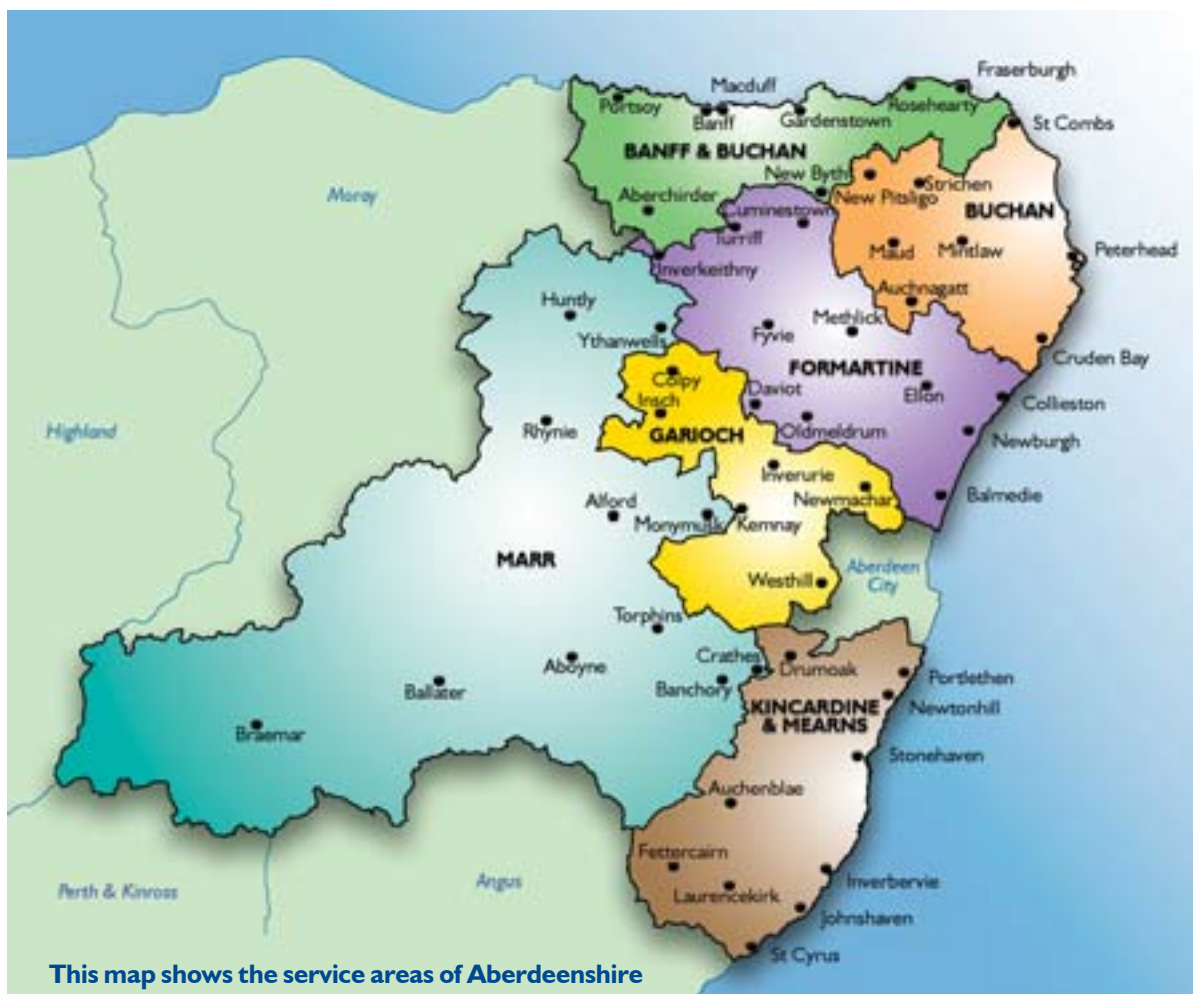 Fraserburgh
Macduff
Portsoy
Rosehearty
Banff
Gardenstown
St Combs
BANFF & BUCHAN
New Byth
Strichen
Moray
Aberchirder
New Pitsligo
Cuminestown
BUCHAN
Turriff
Maud
Mintlaw
Peterhead
Inverkeithny
Auchnagatt
Huntly
Methlick
Fyvie
Ythanwells
Cruden Bay
FORMARTINE
Colpy
Daviot
Ellon
Insch
Collieston
Highland
Rhynie
GARIOCH
Oldmeldrum
Newburgh
Inverurie
Alford
Newmachar
Balmedie
Monymusk
Kemnay
MARR
Westhill
Aberdeen
City
Torphins
Crathes
Aboyne
Drumoak
Portlethen
Ballater
Banchory
KINCARDINE
& MEARNS
Newtonhill
Braemar
Stonehaven
Auchenblae
Fettercairn
Perth & Kinross
Angus
Inverbervie
Laurencekirk
Johnshaven
St Cyrus
This map shows the service areas of Aberdeenshire